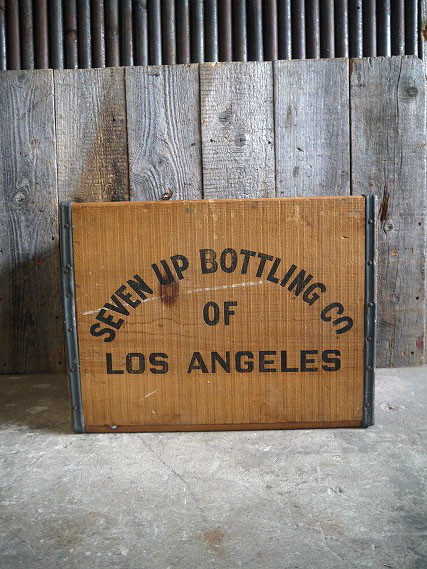 SEVEN UP BOTTLING CO.
OF
LOS ANGELES